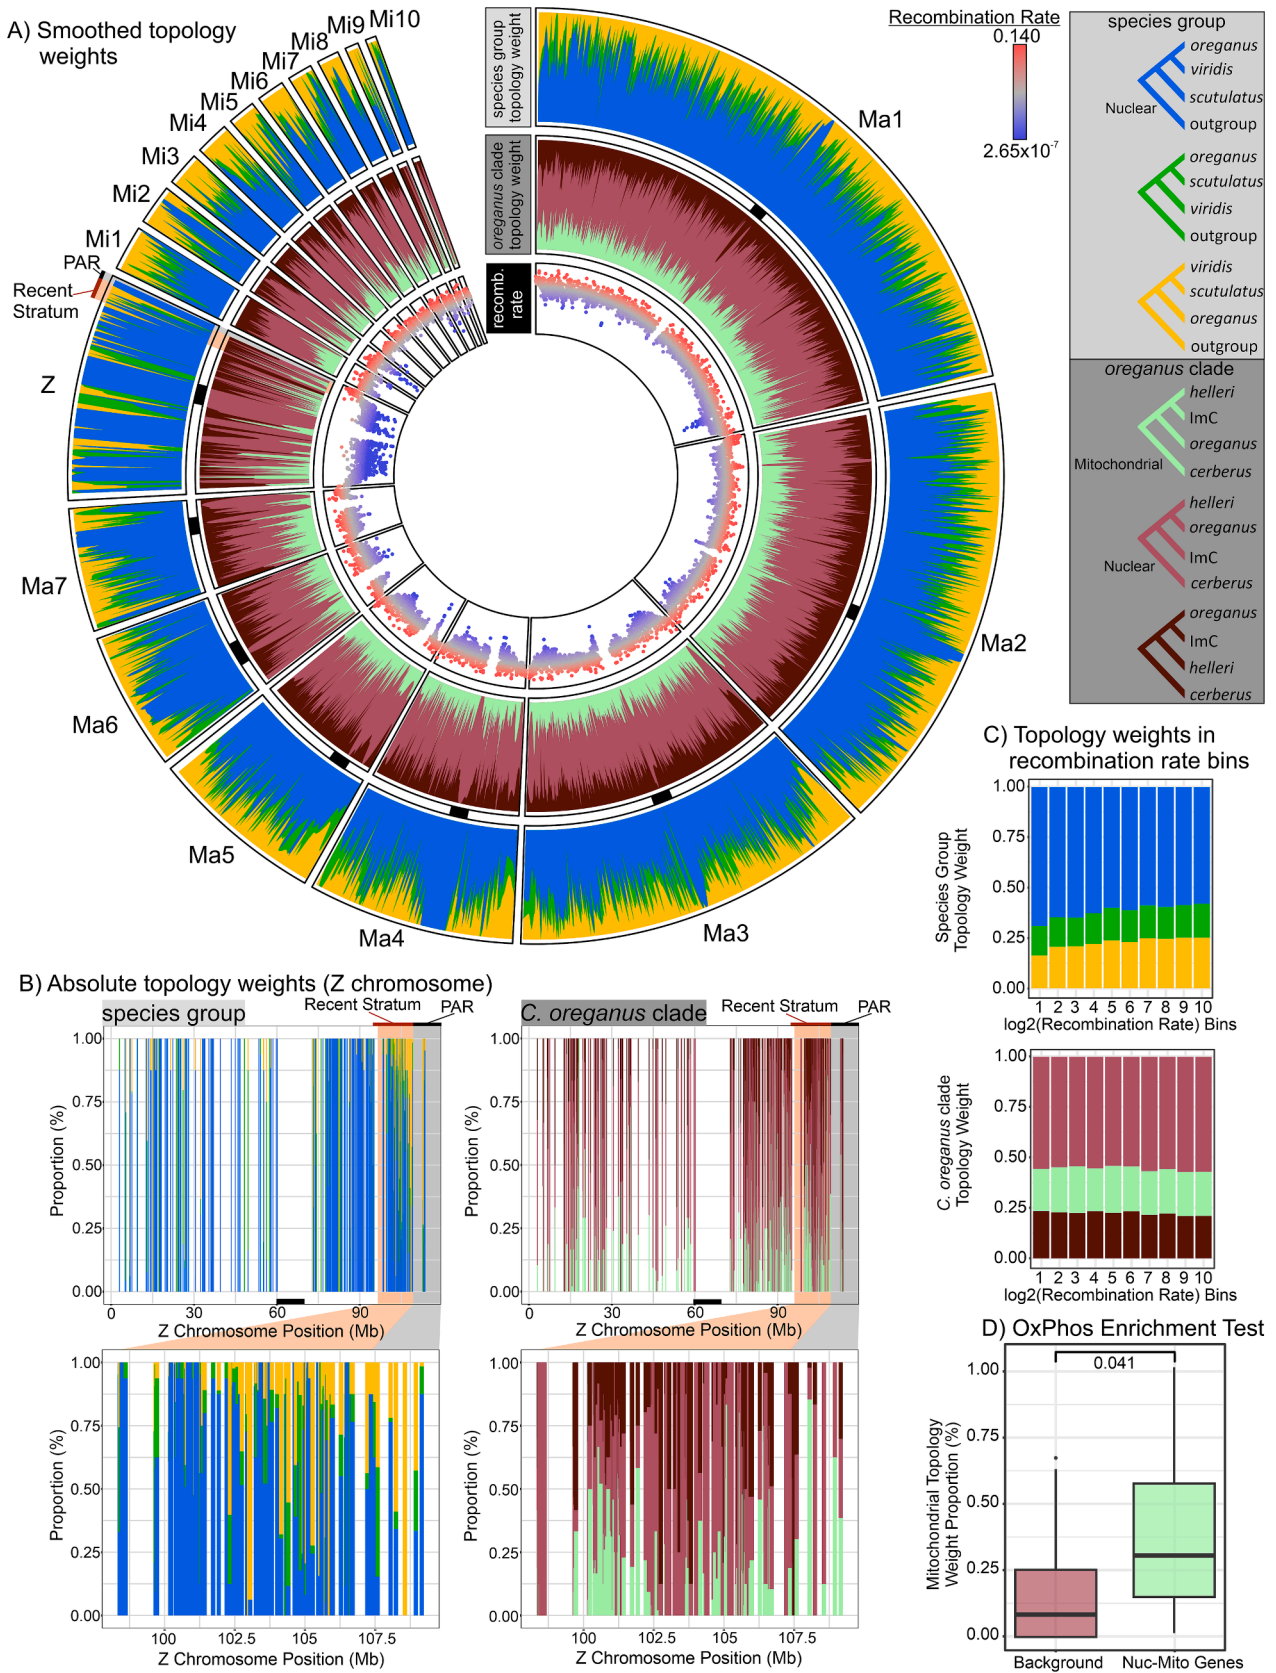 A) Smoothed topology
weights
Mi10
Mi9
Mi8
Mi7
Mi6
Mi5
Mi4
Mi3
Mi2
Mi1
PAR
Recent
Stratum
Z
Ma7
Ma6
Ma5
Ma4
Ma3
Ma2
Ma1
species group
topology weight
oreganus clade
topology weight
recomb.
rate
Recombination Rate
0.140
2.65x10⁻⁷
species group
oreganus
viridis
scutulatus
outgroup
Nuclear
oreganus
scutulatus
viridis
outgroup
viridis
scutulatus
oreganus
outgroup
oreganus clade
helleri
ImC
oreganus
cerberus
Mitochondrial
helleri
oreganus
ImC
cerberus
Nuclear
oreganus
ImC
helleri
cerberus
B) Absolute topology weights (Z chromosome)
species group
Recent Stratum
PAR
Proportion (%)
1.00
0.75
0.50
0.25
0.00
0 30 60 90
Z Chromosome Position (Mb)
C. oreganus clade
Recent Stratum
PAR
Proportion (%)
1.00
0.75
0.50
0.25
0.00
0 30 60 90
Z Chromosome Position (Mb)
Proportion (%)
1.00
0.75
0.50
0.25
0.00
100 102.5 105.0 107.5
Z Chromosome Position (Mb)
Proportion (%)
1.00
0.75
0.50
0.25
0.00
100 102.5 105.0 107.5
Z Chromosome Position (Mb)
C) Topology weights in
recombination rate bins
Species Group
Topology Weight
1.00
0.75
0.50
0.25
0.00
1 2 3 4 5 6 7 8 9 10
log2(Recombination Rate) Bins
C. oreganus clade
Topology Weight
1.00
0.75
0.50
0.25
0.00
1 2 3 4 5 6 7 8 9 10
log2(Recombination Rate) Bins
D) OxPhos Enrichment Test
Mitochondrial Topology
Weight Proportion (%)
1.00
0.75
0.50
0.25
0.00
0.041
Background Nuc-Mito Genes